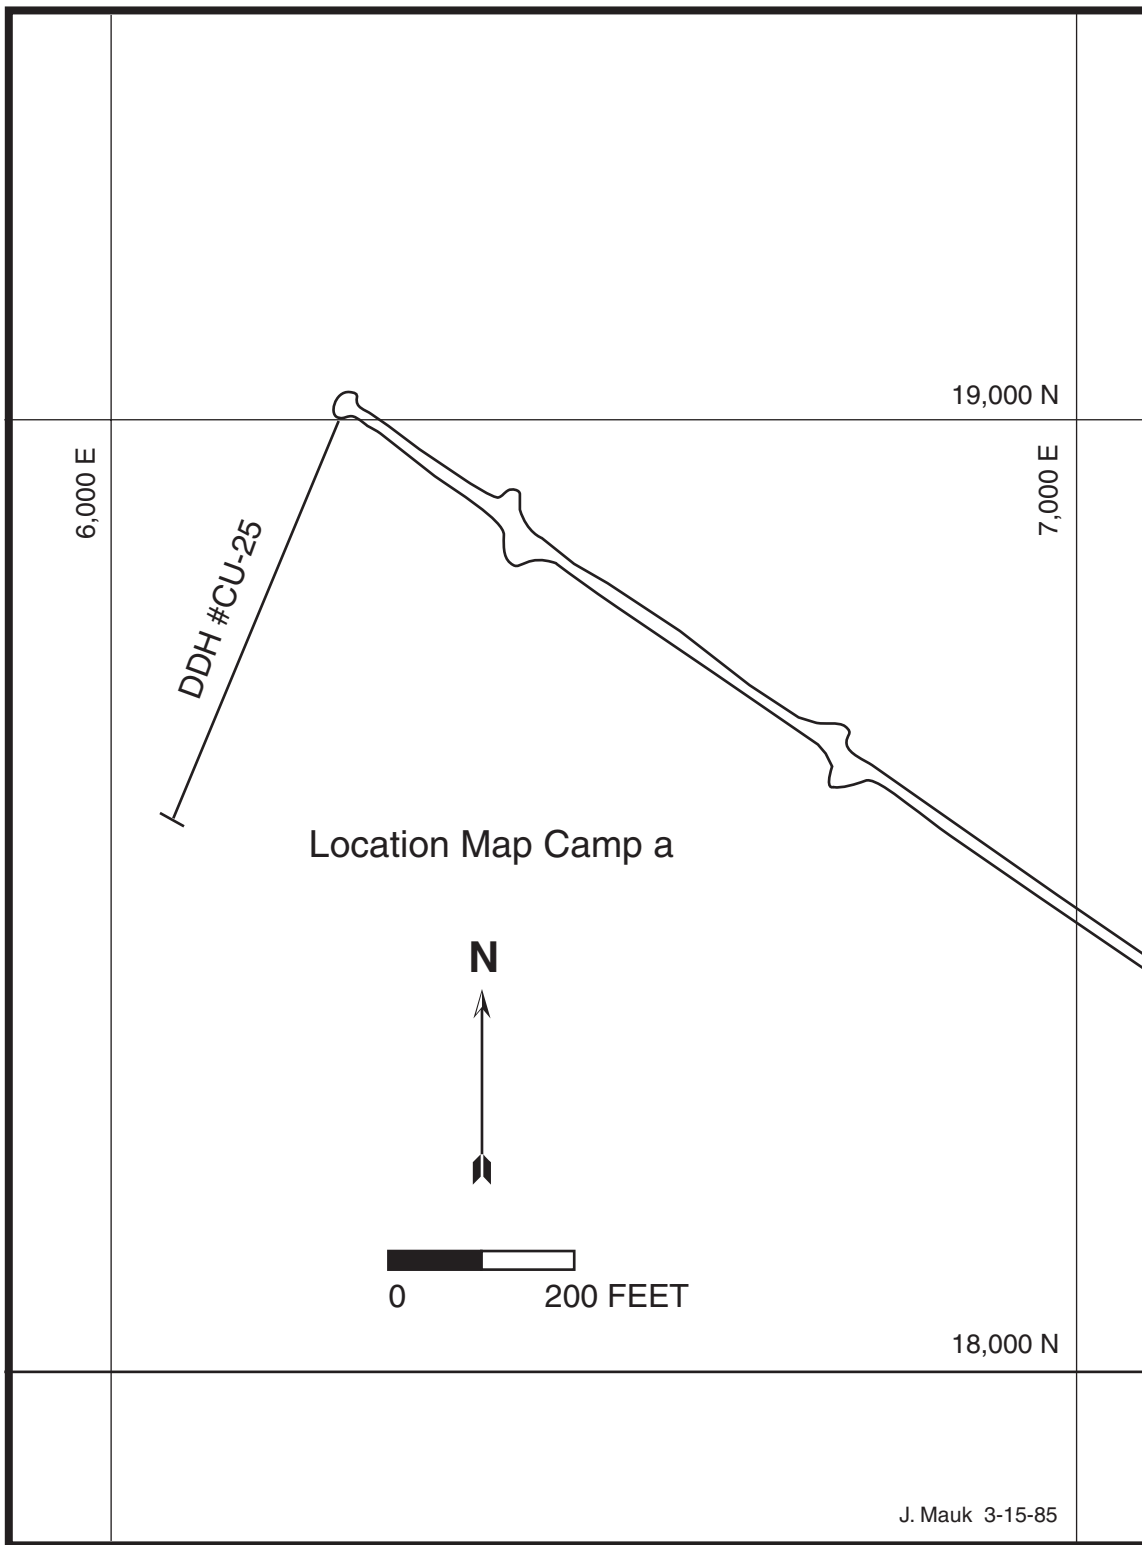 19,000 N
6,000 E
7,000 E
DDH #CU-25
Location Map Camp a
N
0 200 FEET
18,000 N
J. Mauk 3-15-85